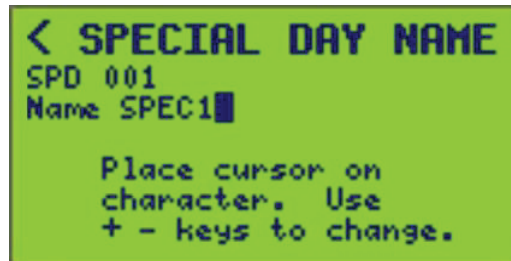 < SPECIAL DAY NAME
SPD 001
Name SPEC1
Place cursor on
character. Use
+ - keys to change.